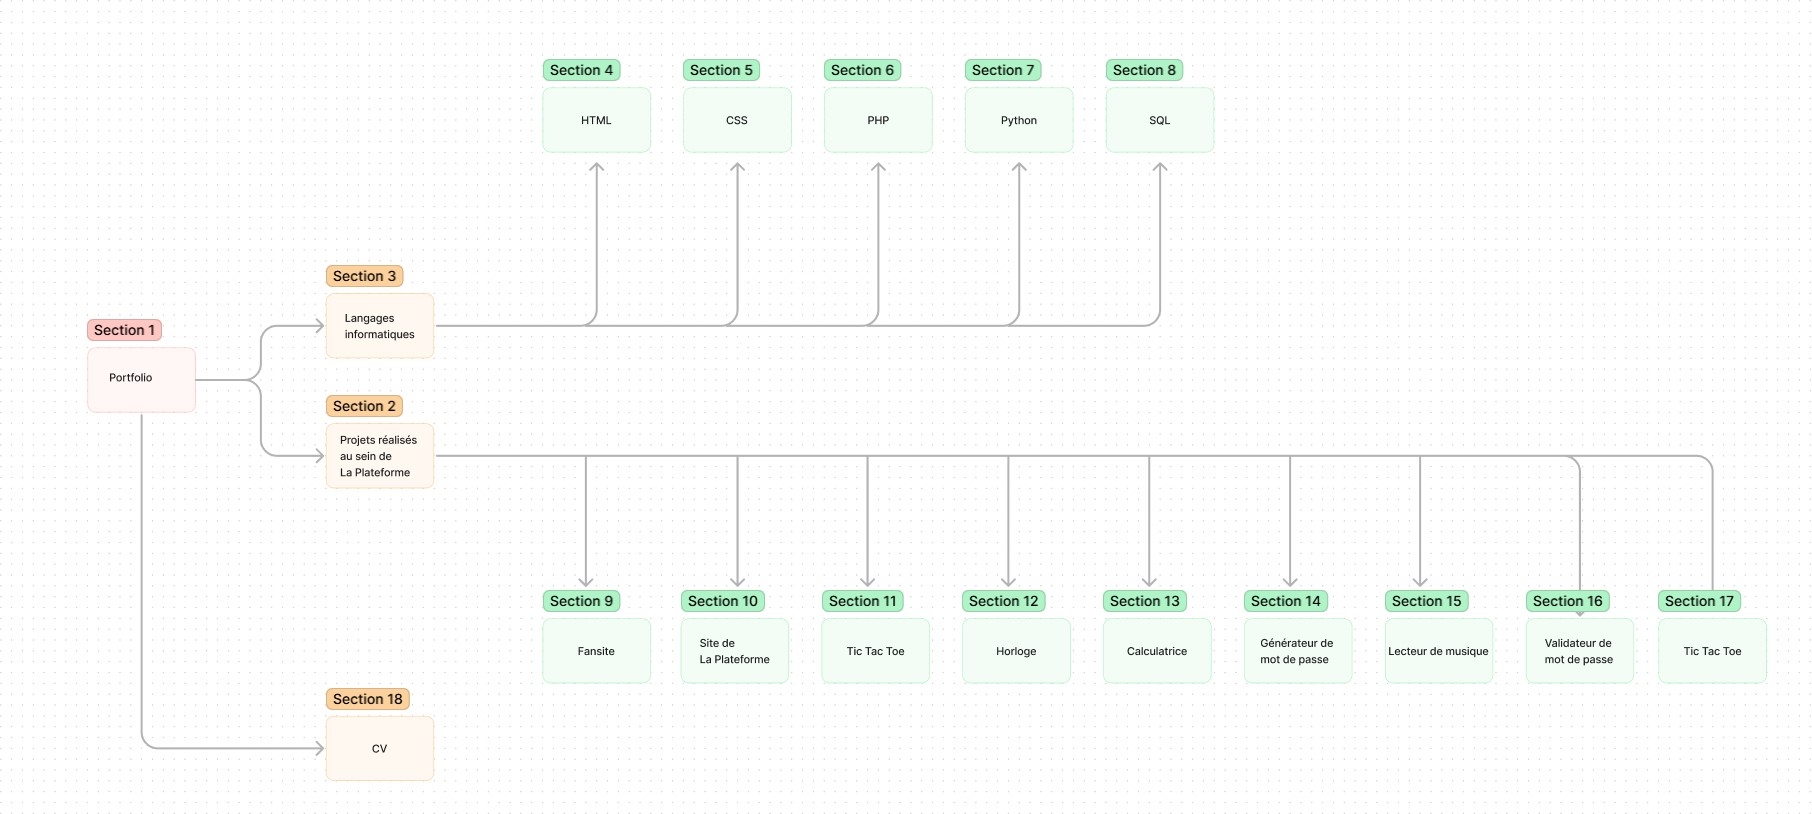 Section 4
HTML
Section 5
CSS
Section 6
PHP
Section 7
Python
Section 8
SQL
Section 3
Langages
informatiques
Section 1
Portfolio
Section 2
Projets réalisés
au sein de
La Plateforme
Section 9
Fansite
Section 10
Site de
La Plateforme
Section 11
Tic Tac Toe
Section 12
Horloge
Section 13
Calculatrice
Section 14
Générateur de
mot de passe
Section 15
Lecteur de musique
Section 16
Validateur de
mot de passe
Section 17
Tic Tac Toe
Section 18
CV